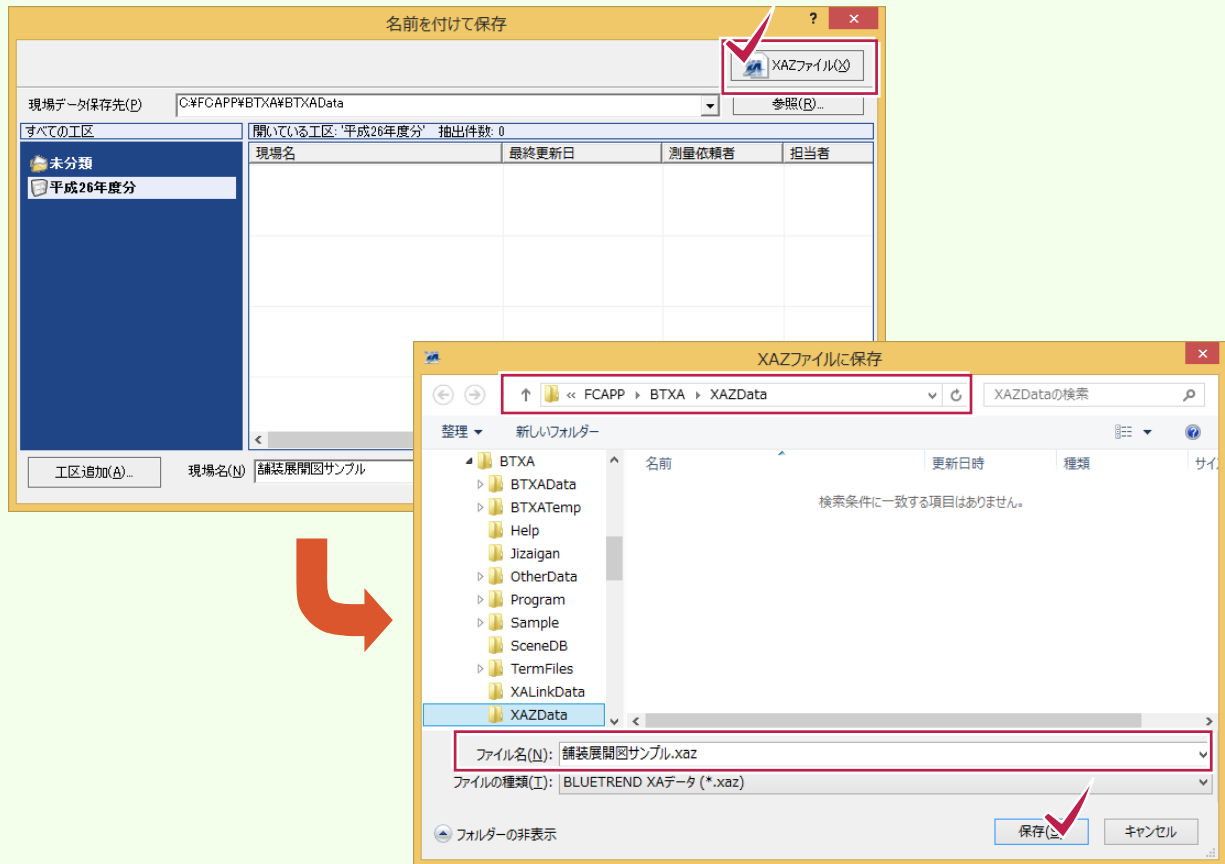 名前を付けて保存
?
×
XAZファイル(X)
現場データ保存先(P)
C:¥FCAPP¥BTXA¥BTXAData
参照(R)...
すべての工区
開いている工区: '平成26年度分' 抽出件数: 0
未分類
平成26年度分
現場名
最終更新日
測量依頼者
担当者
工区追加(A)...
現場名(N)
舗装展開図サンプル
XAZファイルに保存
×
« FCAPP ▸ BTXA ▸ XAZData
XAZDataの検索
整理
新しいフォルダー
?
BTXA
BTXAData
BTXATemp
Help
Jizaigan
OtherData
Program
Sample
SceneDB
TermFiles
XALinkData
XAZData
名前
更新日時
種類
検索条件に一致する項目はありません。
ファイル名(N):
舗装展開図サンプル.xaz
ファイルの種類(T):
BLUETREND XAデータ (*.xaz)
フォルダーの非表示
保存(
キャンセル